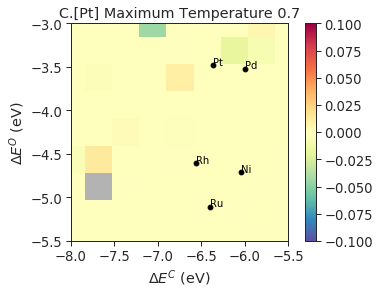 C.[Pt] Maximum Temperature 0.7
−3.0
−3.5
−4.0
−4.5
−5.0
−5.5
ΔE^O (eV)
Pt
Pd
Rh
Ni
Ru
−8.0 −7.5 −7.0 −6.5 −6.0 −5.5
ΔE^C (eV)
0.100
0.075
0.050
0.025
0.000
−0.025
−0.050
−0.075
−0.100